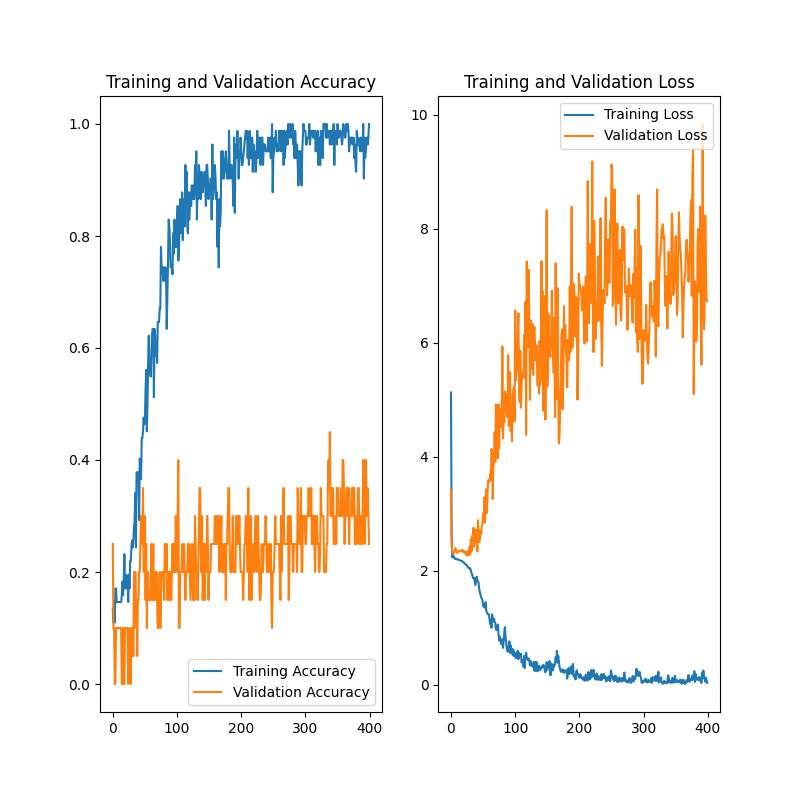 Training and Validation Accuracy
1.0
0.8
0.6
0.4
0.2
0.0
0 100 200 300 400
Training Accuracy
Validation Accuracy
Training and Validation Loss
10
8
6
4
2
0
0 100 200 300 400
Training Loss
Validation Loss